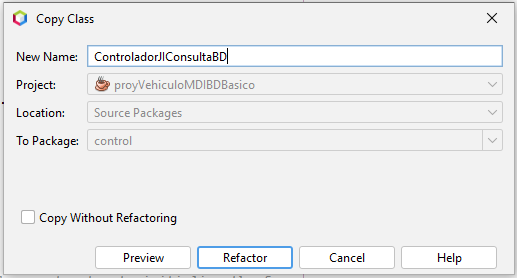 Copy Class
New Name: ControladorJIConsultaBD
Project: proyVehiculoMDIBDBasico
Location: Source Packages
To Package: control
Copy Without Refactoring
Preview Refactor Cancel Help